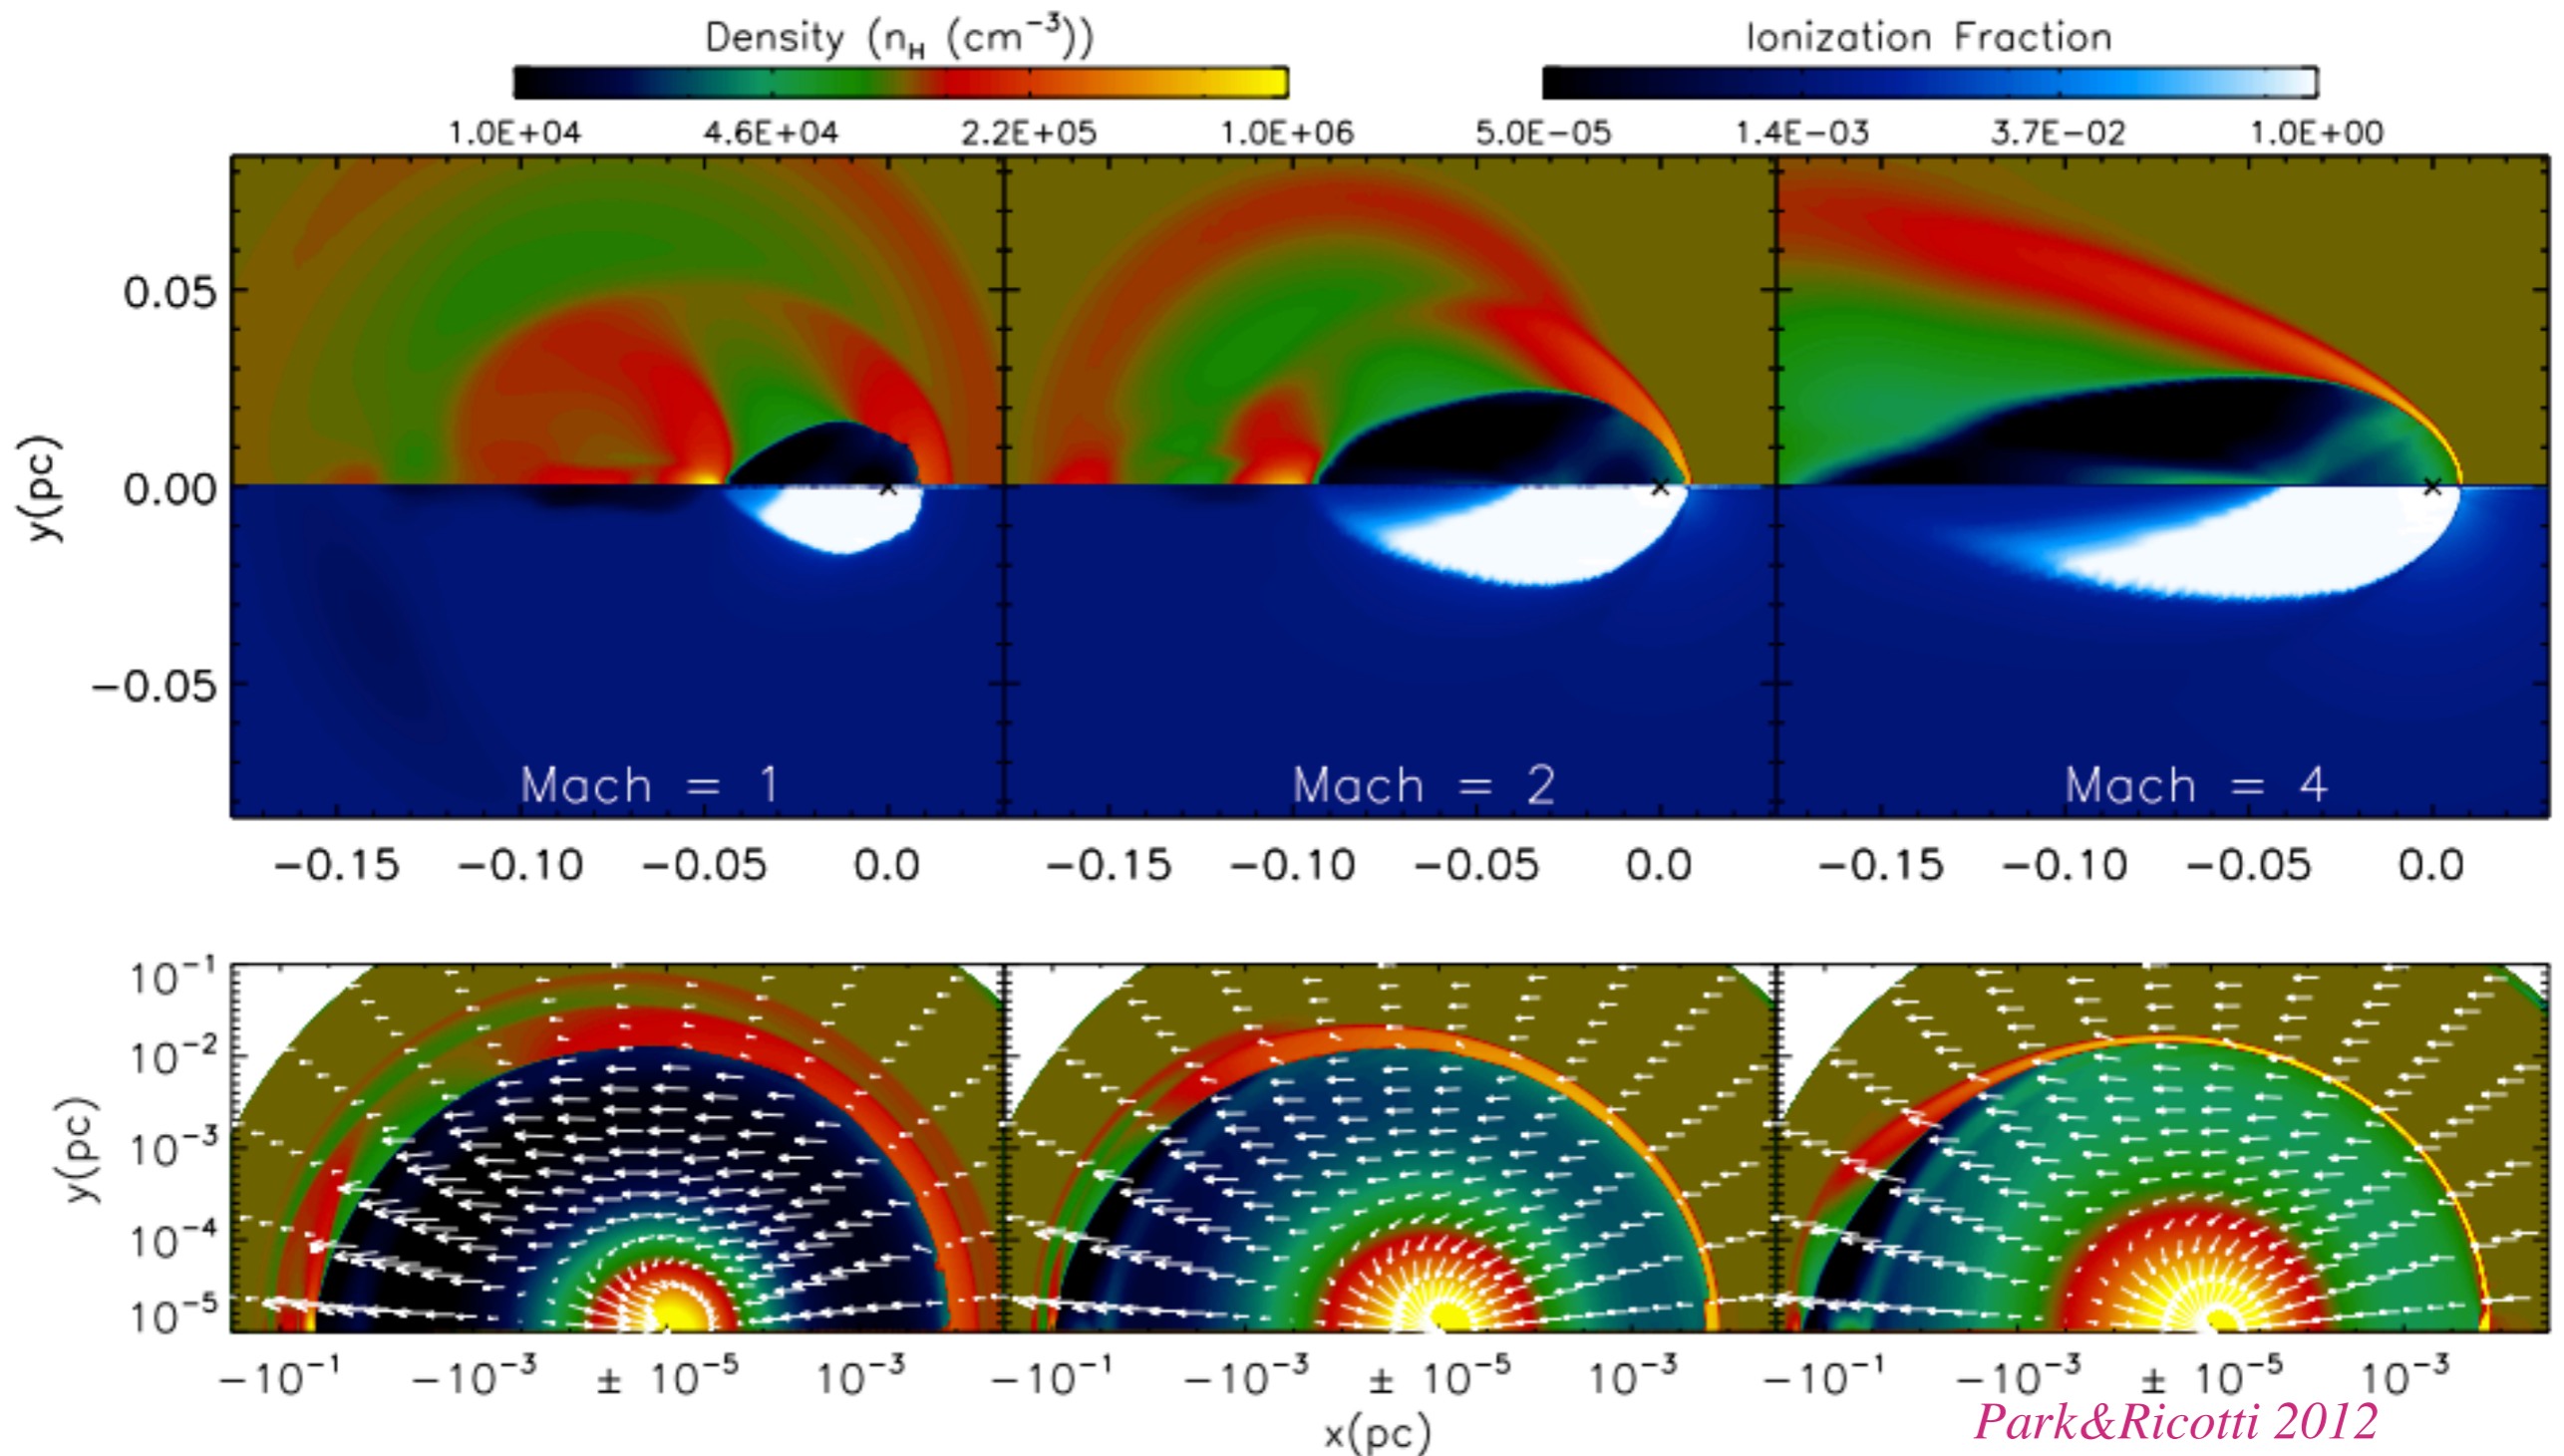 Density (n_H (cm⁻³)) Ionization Fraction
1.0E+04 4.6E+04 2.2E+05 1.0E+06 5.0E-05 1.4E-03 3.7E-02 1.0E+00
y(pc)
0.05
0.00
−0.05
Mach = 1 Mach = 2 Mach = 4
−0.15 −0.10 −0.05 0.0 −0.15 −0.10 −0.05 0.0 −0.15 −0.10 −0.05 0.0
y(pc)
10⁻¹
10⁻²
10⁻³
10⁻⁴
10⁻⁵
−10⁻¹ −10⁻³ ± 10⁻⁵ 10⁻³ −10⁻¹ −10⁻³ ± 10⁻⁵ 10⁻³ −10⁻¹ −10⁻³ ± 10⁻⁵ 10⁻³
x(pc)
Park&Ricotti 2012